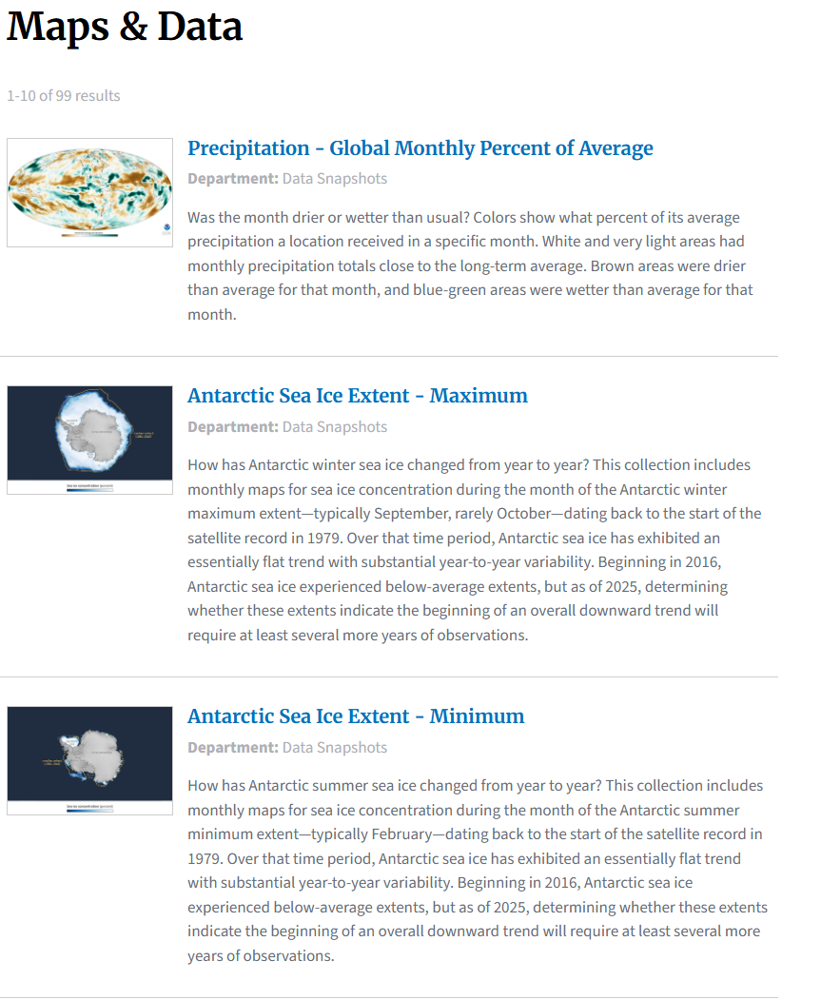 Maps & Data
1-10 of 99 results
Precipitation - Global Monthly Percent of Average
Department: Data Snapshots
Was the month drier or wetter than usual? Colors show what percent of its average
precipitation a location received in a specific month. White and very light areas had
monthly precipitation totals close to the long-term average. Brown areas were drier
than average for that month, and blue-green areas were wetter than average for that
month.
Antarctic Sea Ice Extent - Maximum
Department: Data Snapshots
How has Antarctic winter sea ice changed from year to year? This collection includes
monthly maps for sea ice concentration during the month of the Antarctic winter
maximum extent—typically September, rarely October—dating back to the start of the
satellite record in 1979. Over that time period, Antarctic sea ice has exhibited an
essentially flat trend with substantial year-to-year variability. Beginning in 2016,
Antarctic sea ice experienced below-average extents, but as of 2025, determining
whether these extents indicate the beginning of an overall downward trend will
require at least several more years of observations.
Sea ice concentration (percent)
Antarctic Sea Ice Extent - Minimum
Department: Data Snapshots
How has Antarctic summer sea ice changed from year to year? This collection includes
monthly maps for sea ice concentration during the month of the Antarctic summer
minimum extent—typically February—dating back to the start of the satellite record in
1979. Over that time period, Antarctic sea ice has exhibited an essentially flat trend
with substantial year-to-year variability. Beginning in 2016, Antarctic sea ice
experienced below-average extents, but as of 2025, determining whether these extents
indicate the beginning of an overall downward trend will require at least several more
years of observations.
Sea ice concentration (percent)